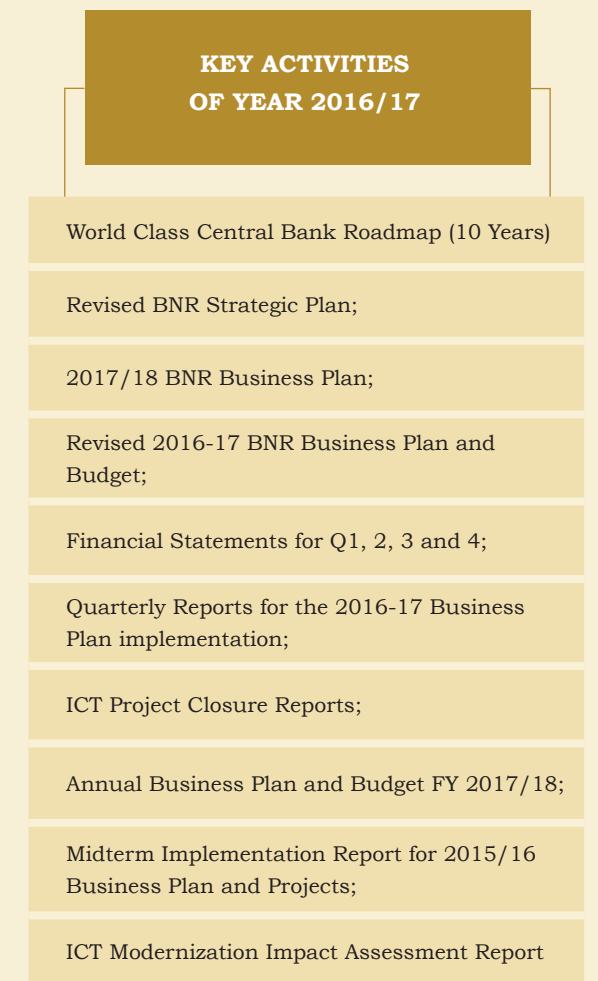 KEY ACTIVITIES
OF YEAR 2016/17
World Class Central Bank Roadmap (10 Years)
Revised BNR Strategic Plan;
2017/18 BNR Business Plan;
Revised 2016-17 BNR Business Plan and
Budget;
Financial Statements for Q1, 2, 3 and 4;
Quarterly Reports for the 2016-17 Business
Plan implementation;
ICT Project Closure Reports;
Annual Business Plan and Budget FY 2017/18;
Midterm Implementation Report for 2015/16
Business Plan and Projects;
ICT Modernization Impact Assessment Report